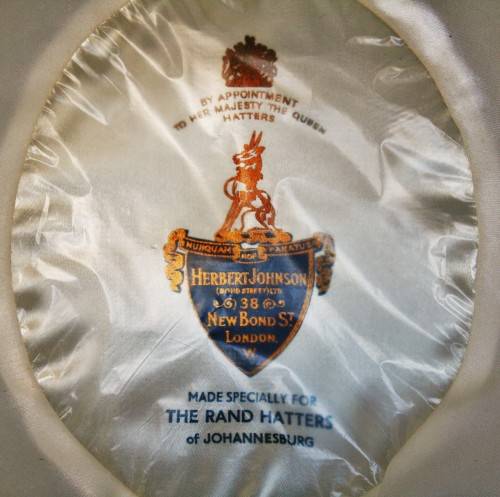 BY APPOINTMENT
TO HER MAJESTY THE QUEEN
HATTERS
NUNQUAM NON PARATUS
HERBERT JOHNSON
(BOND STREET) LTD
38
NEW BOND ST
LONDON.
W.
MADE SPECIALLY FOR
THE RAND HATTERS
of JOHANNESBURG